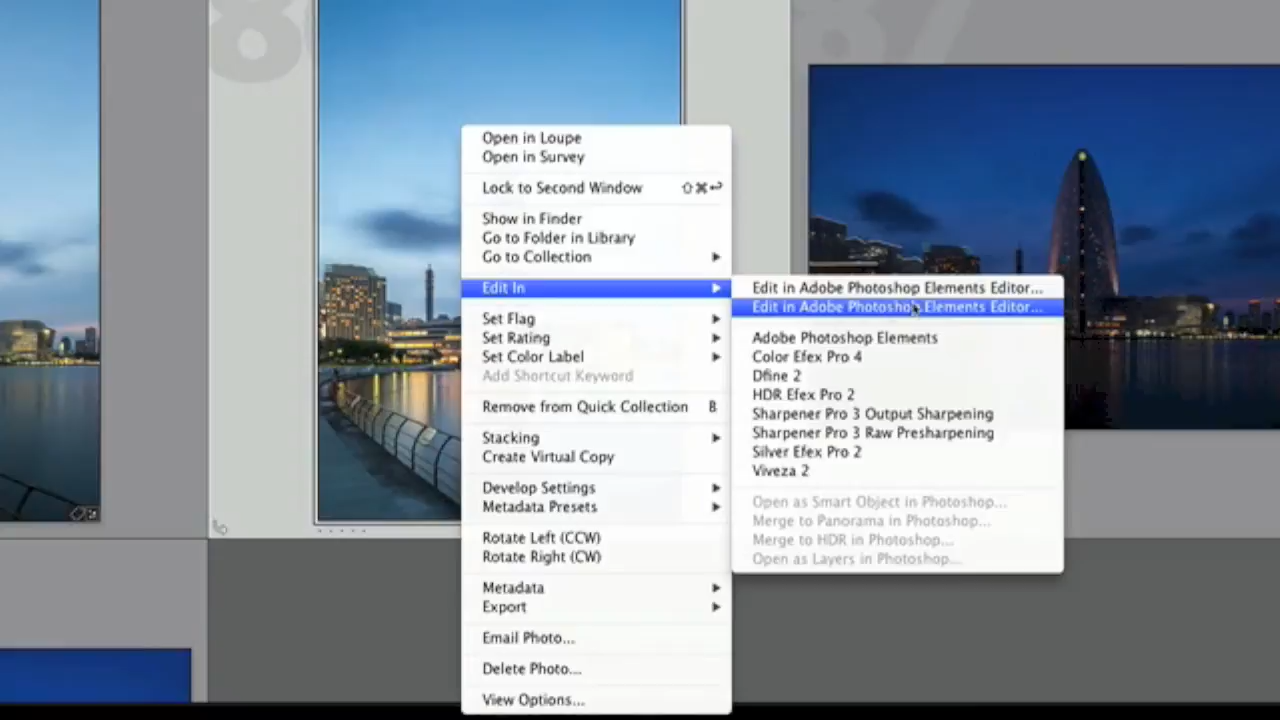 8
87
Open in Loupe
Open in Survey
Lock to Second Window ⇧⌘↩
Show in Finder
Go to Folder in Library
Go to Collection
Edit In
Set Flag
Set Rating
Set Color Label
Add Shortcut Keyword
Remove from Quick Collection B
Stacking
Create Virtual Copy
Develop Settings
Metadata Presets
Rotate Left (CCW)
Rotate Right (CW)
Metadata
Export
Email Photo...
Delete Photo...
View Options...
Edit in Adobe Photoshop Elements Editor...
Edit in Adobe Photoshop Elements Editor...
Adobe Photoshop Elements
Color Efex Pro 4
Dfine 2
HDR Efex Pro 2
Sharpener Pro 3 Output Sharpening
Sharpener Pro 3 Raw Presharpening
Silver Efex Pro 2
Viveza 2
Open as Smart Object in Photoshop...
Merge to Panorama in Photoshop...
Merge to HDR in Photoshop...
Open as Layers in Photoshop...